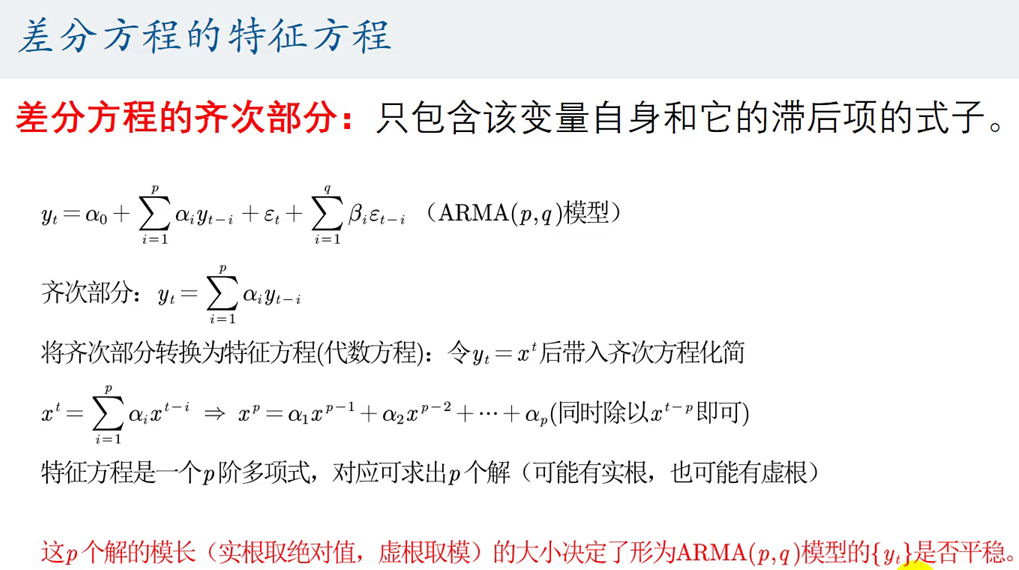 差分方程的特征方程
差分方程的齐次部分：只包含该变量自身和它的滞后项的式子。
$y_t = \alpha_0 + \sum_{i=1}^{p} \alpha_i y_{t-i} + \varepsilon_t + \sum_{i=1}^{q} \beta_i \varepsilon_{t-i}$ （ARMA($p,q$)模型）
齐次部分：$y_t = \sum_{i=1}^{p} \alpha_i y_{t-i}$
将齐次部分转换为特征方程(代数方程)：令$y_t = x^t$后带入齐次方程化简
$x^t = \sum_{i=1}^{p} \alpha_i x^{t-i} \Rightarrow x^p = \alpha_1 x^{p-1} + \alpha_2 x^{p-2} + \cdots + \alpha_p$(同时除以$x^{t-p}$即可)
特征方程是一个$p$阶多项式，对应可求出$p$个解（可能有实根，也可能有虚根）
这$p$个解的模长（实根取绝对值，虚根取模）的大小决定了形为ARMA($p,q$)模型的$\{y_t\}$是否平稳。